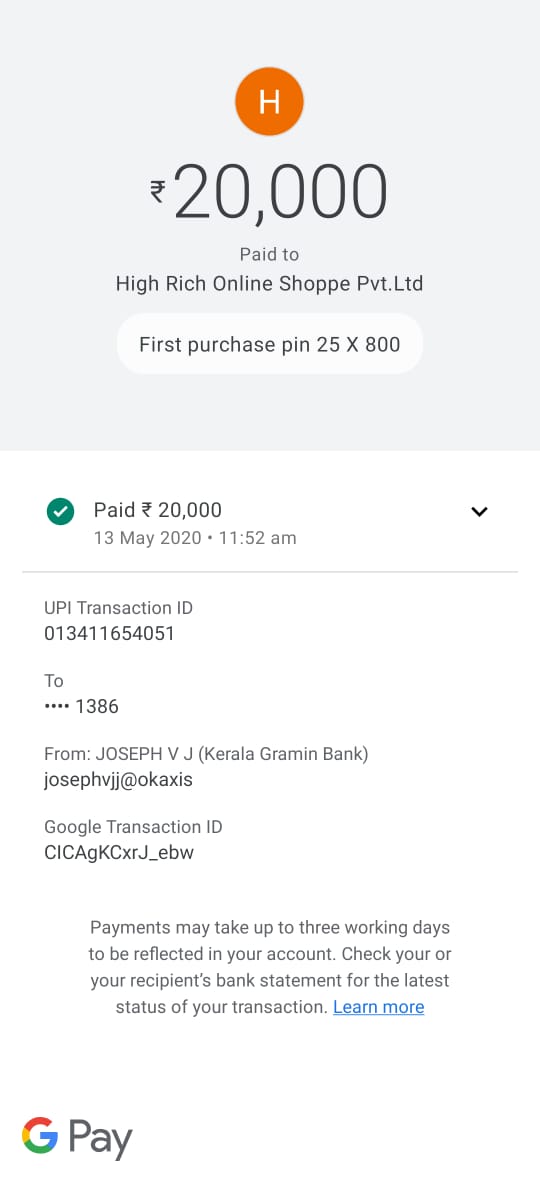 H
₹20,000
Paid to
High Rich Online Shoppe Pvt.Ltd
First purchase pin 25 X 800
Paid ₹ 20,000
13 May 2020 • 11:52 am
UPI Transaction ID
013411654051
To
•••• 1386
From: JOSEPH V J (Kerala Gramin Bank)
josephvjj@okaxis
Google Transaction ID
CICAgKCxrJ_ebw
Payments may take up to three working days
to be reflected in your account. Check your or
your recipient’s bank statement for the latest
status of your transaction. Learn more
G Pay